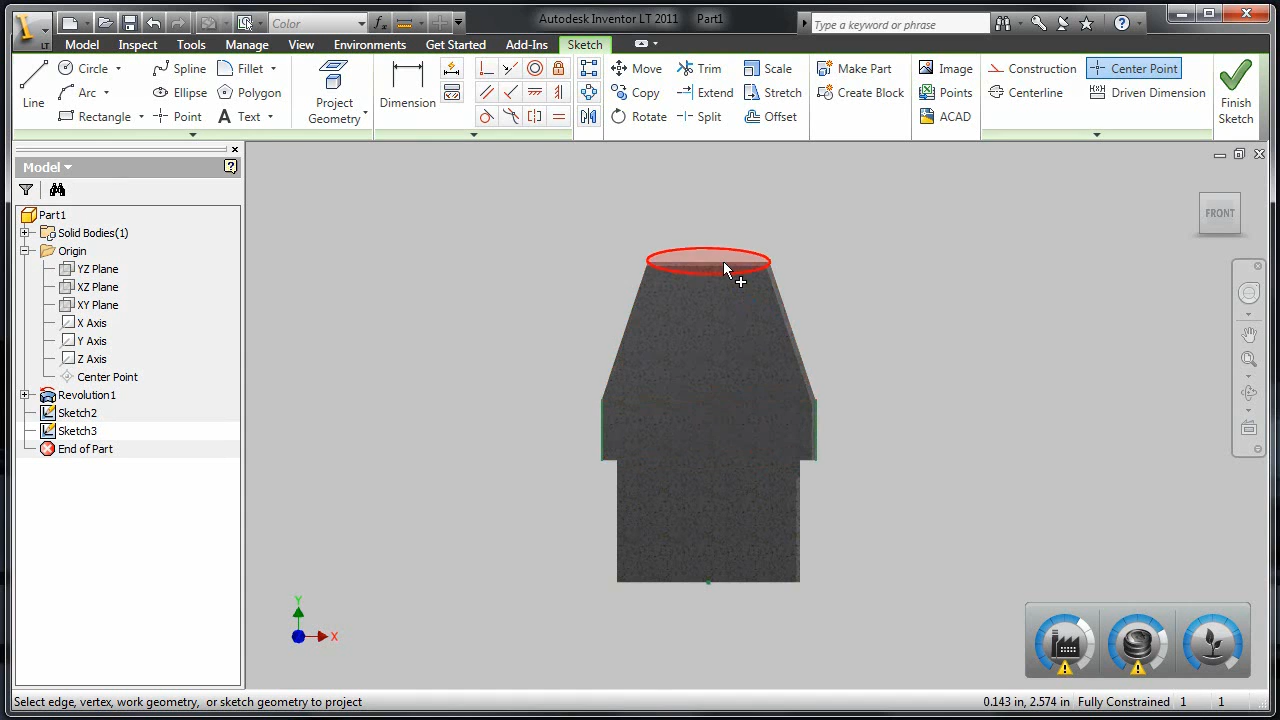 Color
Autodesk Inventor LT 2011 Part1
Type a keyword or phrase
LT
Model Inspect Tools Manage View Environments Get Started Add-Ins Sketch
Line
Circle
Arc
Rectangle
Spline
Ellipse
Point
Fillet
Polygon
Text
Project
Geometry
Dimension
Move
Copy
Rotate
Trim
Extend
Split
Scale
Stretch
Offset
Make Part
Create Block
Image
Points
ACAD
Construction
Centerline
Center Point
Driven Dimension
Finish
Sketch
Model
Part1
Solid Bodies(1)
Origin
YZ Plane
XZ Plane
XY Plane
X Axis
Y Axis
Z Axis
Center Point
Revolution1
Sketch2
Sketch3
End of Part
FRONT
Y
X
Select edge, vertex, work geometry, or sketch geometry to project
0.143 in, 2.574 in Fully Constrained 1 1